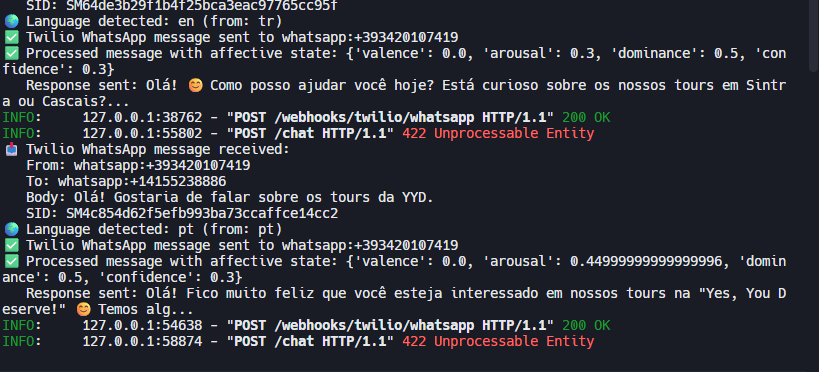 SID: SM64de3b29f1b4f25bca3eac97765cc95f
🌍 Language detected: en (from: tr)
✅ Twilio WhatsApp message sent to whatsapp:+393420107419
✅ Processed message with affective state: {'valence': 0.0, 'arousal': 0.3, 'dominance': 0.5, 'con
fidence': 0.3}
Response sent: Olá! 😊 Como posso ajudar você hoje? Está curioso sobre os nossos tours em Sintr
a ou Cascais?...
INFO: 127.0.0.1:38762 - "POST /webhooks/twilio/whatsapp HTTP/1.1" 200 OK
INFO: 127.0.0.1:55802 - "POST /chat HTTP/1.1" 422 Unprocessable Entity
📩 Twilio WhatsApp message received:
From: whatsapp:+393420107419
To: whatsapp:+14155238886
Body: Olá! Gostaria de falar sobre os tours da YYD.
SID: SM4c854d62f5efb993ba73ccaffce14cc2
🌍 Language detected: pt (from: pt)
✅ Twilio WhatsApp message sent to whatsapp:+393420107419
✅ Processed message with affective state: {'valence': 0.0, 'arousal': 0.44999999999999996, 'domin
ance': 0.5, 'confidence': 0.3}
Response sent: Olá! Fico muito feliz que você esteja interessado em nossos tours na "Yes, You D
eserve!" 😊 Temos alg...
INFO: 127.0.0.1:54638 - "POST /webhooks/twilio/whatsapp HTTP/1.1" 200 OK
INFO: 127.0.0.1:58874 - "POST /chat HTTP/1.1" 422 Unprocessable Entity